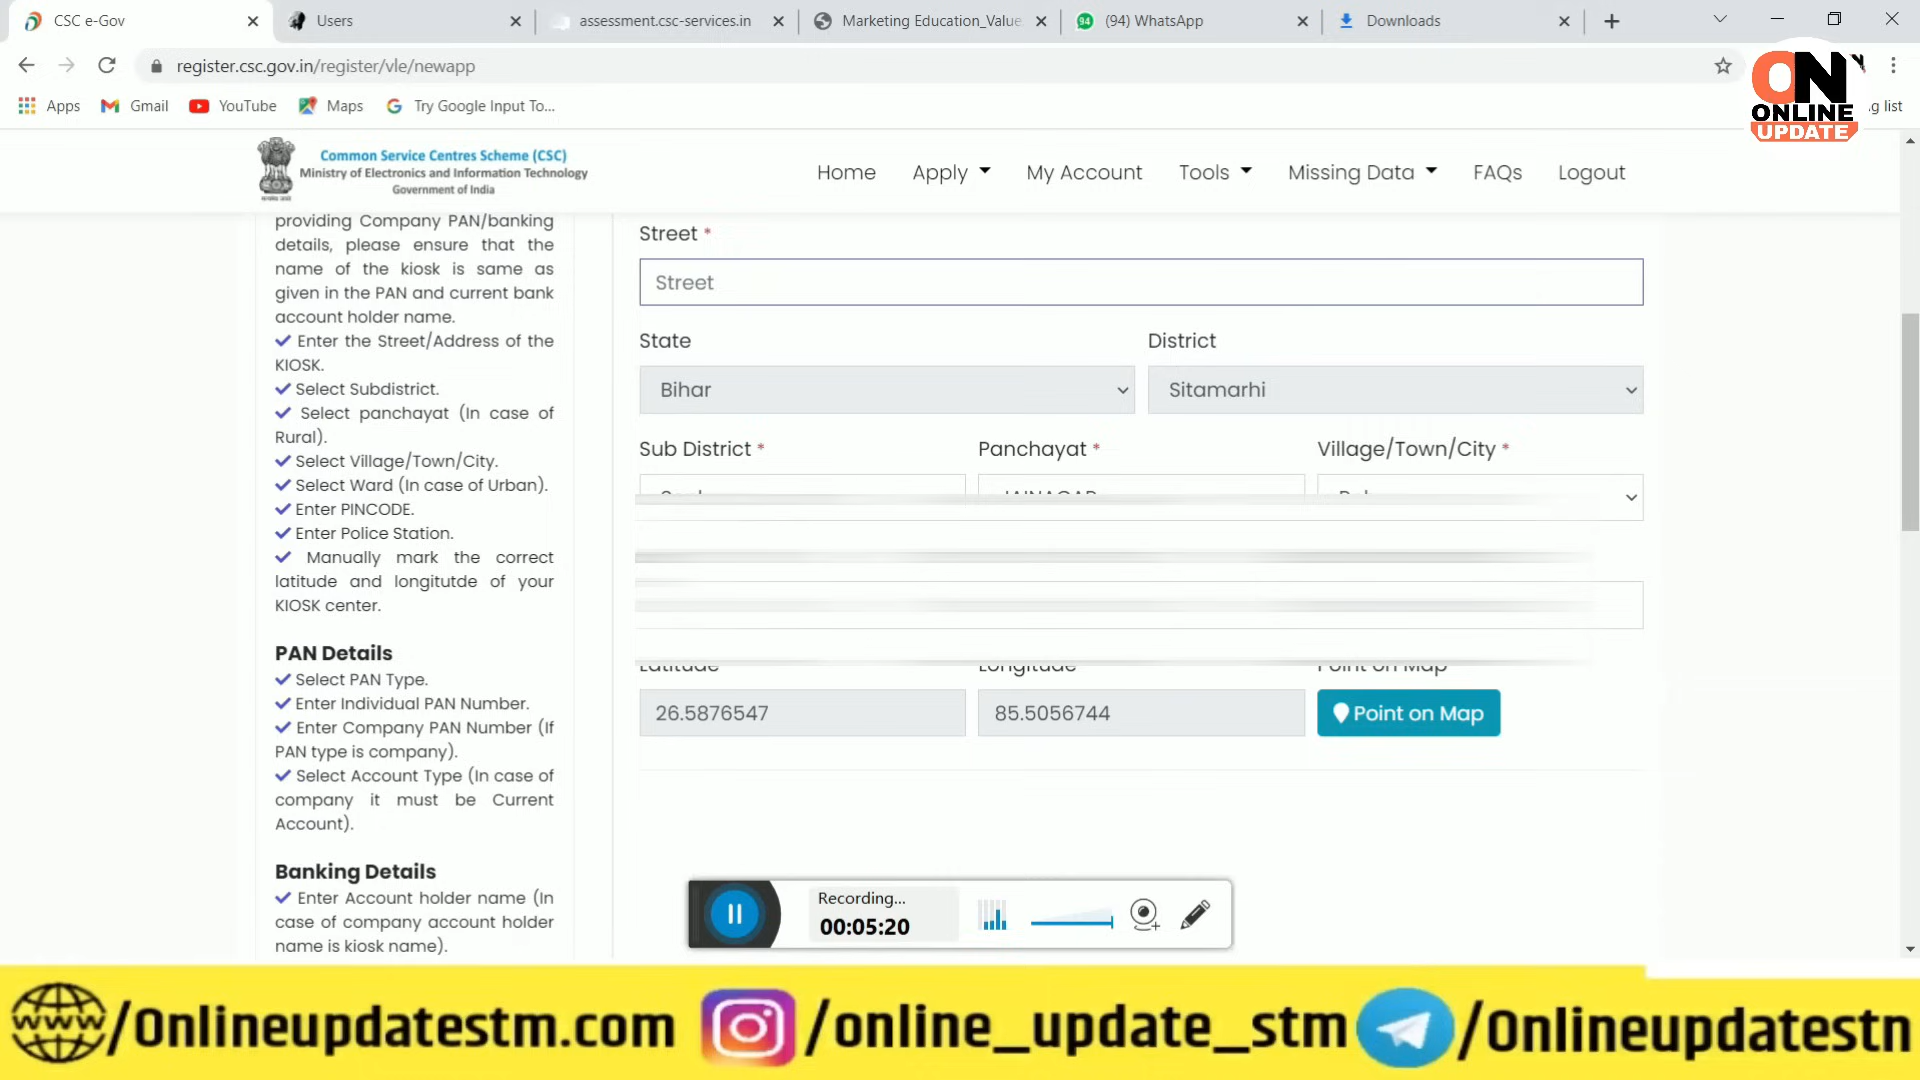 CSC e-Gov
Users
assessment.csc-services.in
Marketing Education_Value
(94) WhatsApp
Downloads
register.csc.gov.in/register/vle/newapp
Apps
Gmail
YouTube
Maps
Try Google Input To...
g list
ON
ONLINE
UPDATE
Common Service Centres Scheme (CSC)
Ministry of Electronics and Information Technology
Government of India
Home
Apply
My Account
Tools
Missing Data
FAQs
Logout
providing Company PAN/banking
details, please ensure that the
name of the kiosk is same as
given in the PAN and current bank
account holder name.
✔ Enter the Street/Address of the
KIOSK.
✔ Select Subdistrict.
✔ Select panchayat (In case of
Rural).
✔ Select Village/Town/City.
✔ Select Ward (In case of Urban).
✔ Enter PINCODE.
✔ Enter Police Station.
✔ Manually mark the correct
latitude and longitutde of your
KIOSK center.
PAN Details
✔ Select PAN Type.
✔ Enter Individual PAN Number.
✔ Enter Company PAN Number (If
PAN type is company).
✔ Select Account Type (In case of
company it must be Current
Account).
Banking Details
✔ Enter Account holder name (In
case of company account holder
name is kiosk name).
Street *
Street
State
District
Bihar
Sitamarhi
Sub District *
Panchayat *
Village/Town/City *
JAINAGAR
Latitude
Longitude
Point on Map
26.5876547
85.5056744
Point on Map
Recording...
00:05:20
www/Onlineupdatestm.com
/online_update_stm
/Onlineupdatestn